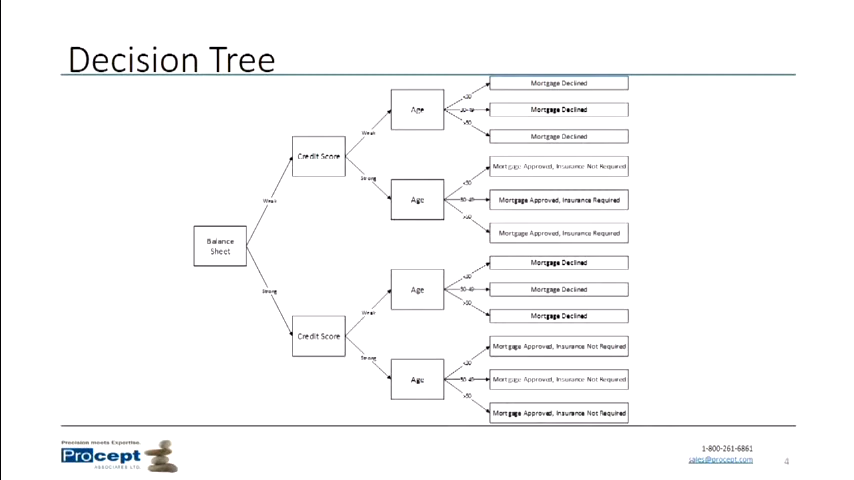 Decision Tree
Mortgage Declined
Age
Mortgage Declined
Weak
Mortgage Declined
Credit Score
Mortgage Approved, Insurance Not Required
Strong
Weak
Age
Mortgage Approved, Insurance Required
Mortgage Approved, Insurance Required
Balance
Sheet
Mortgage Declined
Age
Mortgage Declined
Strong
Weak
Mortgage Declined
Credit Score
Mortgage Approved, Insurance Not Required
Strong
Age
Mortgage Approved, Insurance Not Required
Mortgage Approved, Insurance Not Required
Precision meets Expertise.
Procept
ASSOCIATES LTD.
1-800-261-6861
sales@procept.com
4